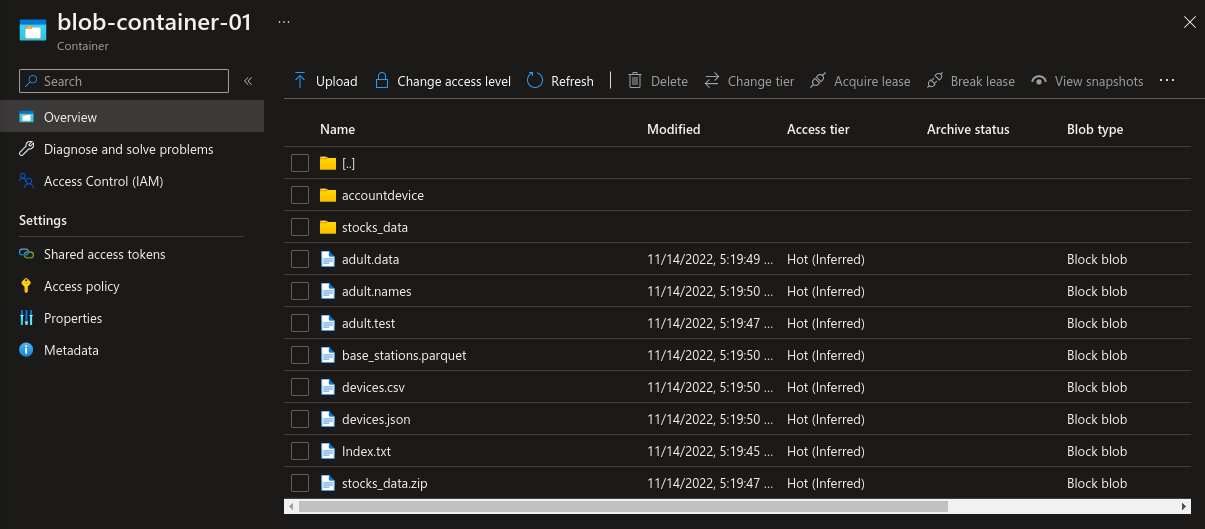 blob-container-01 ...
Container
Search «
Overview
Diagnose and solve problems
Access Control (IAM)
Settings
Shared access tokens
Access policy
Properties
Metadata
Upload Change access level Refresh | Delete Change tier Acquire lease Break lease View snapshots ...
Name Modified Access tier Archive status Blob type
[..]
accountdevice
stocks_data
adult.data 11/14/2022, 5:19:49 ... Hot (Inferred) Block blob
adult.names 11/14/2022, 5:19:50 ... Hot (Inferred) Block blob
adult.test 11/14/2022, 5:19:47 ... Hot (Inferred) Block blob
base_stations.parquet 11/14/2022, 5:19:50 ... Hot (Inferred) Block blob
devices.csv 11/14/2022, 5:19:50 ... Hot (Inferred) Block blob
devices.json 11/14/2022, 5:19:50 ... Hot (Inferred) Block blob
Index.txt 11/14/2022, 5:19:45 ... Hot (Inferred) Block blob
stocks_data.zip 11/14/2022, 5:19:47 ... Hot (Inferred) Block blob